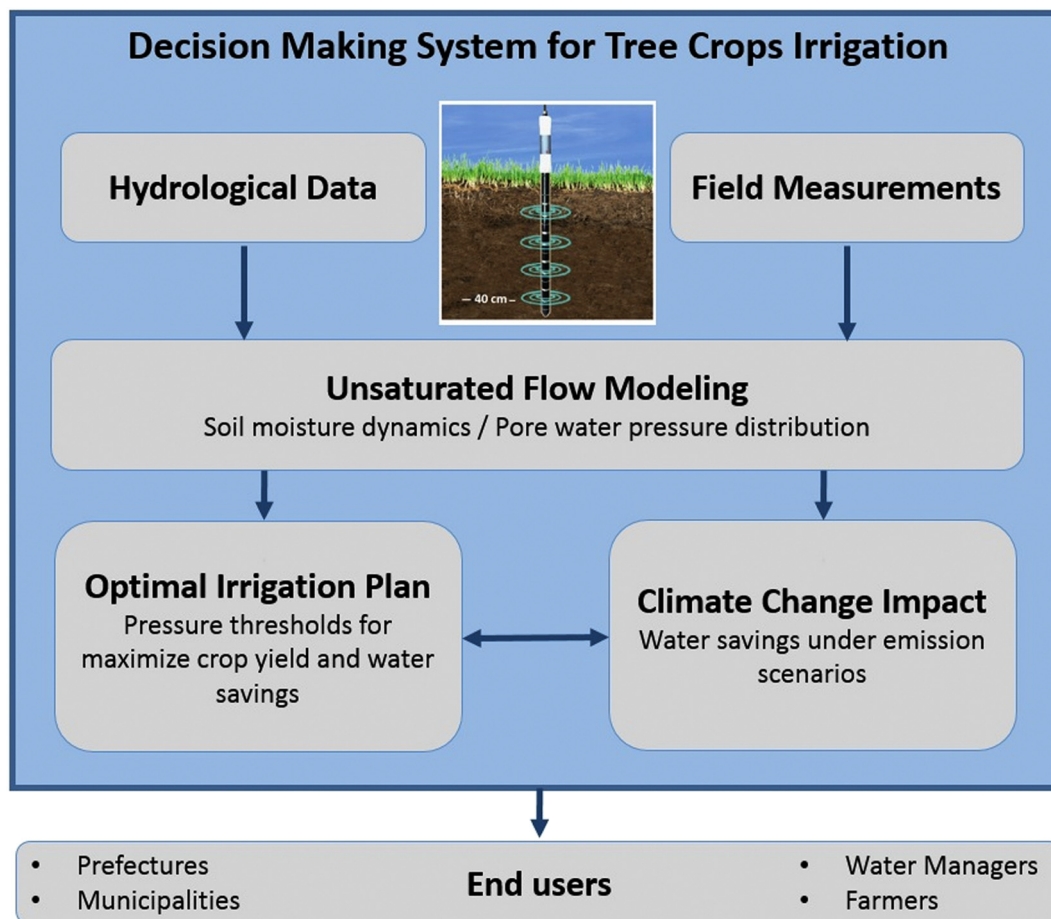 Decision Making System for Tree Crops Irrigation
Hydrological Data
Field Measurements
— 40 cm –
Unsaturated Flow Modeling
Soil moisture dynamics / Pore water pressure distribution
Optimal Irrigation Plan
Pressure thresholds for
maximize crop yield and water
savings
Climate Change Impact
Water savings under emission
scenarios
• Prefectures
• Municipalities
End users
• Water Managers
• Farmers